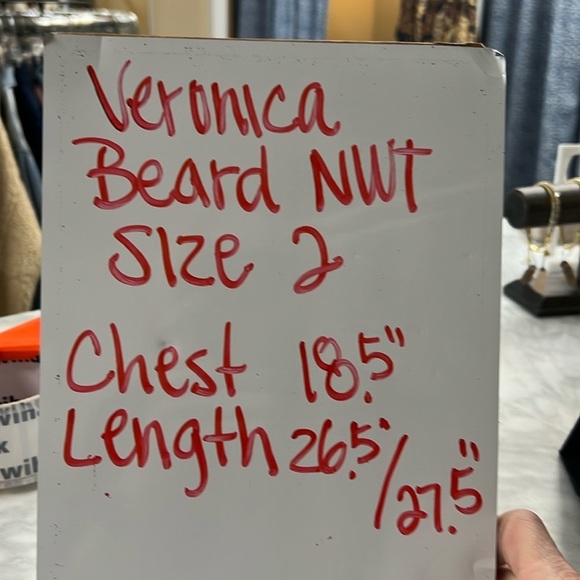 Veronica
Beard NWT
Size 2
Chest 18.5"
Length 26.5"/27.5"